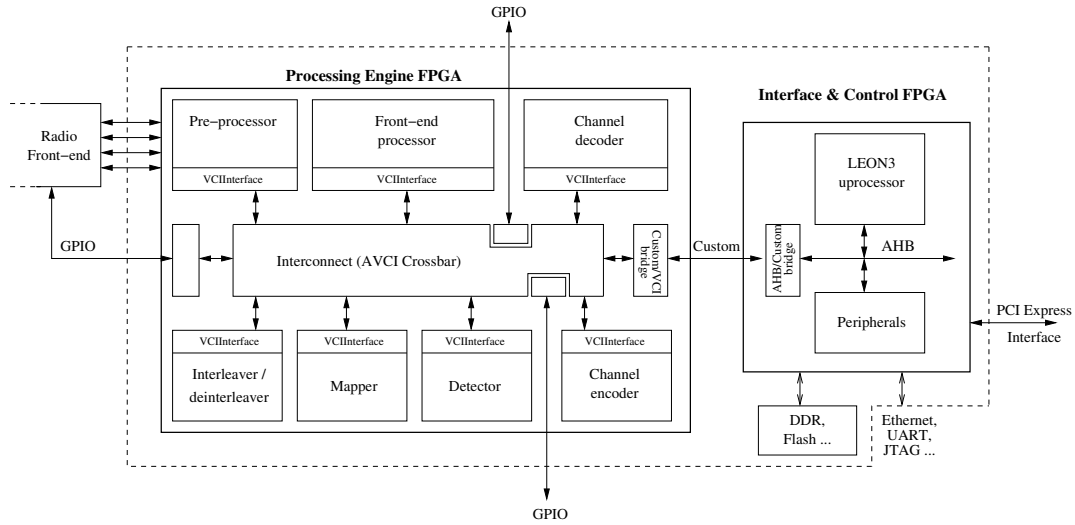 GPIO
Processing Engine FPGA
Interface & Control FPGA
Radio
Front−end
Pre−processor
VCIInterface
Front−end
processor
VCIInterface
Channel
decoder
VCIInterface
LEON3
uprocessor
GPIO
Interconnect (AVCI Crossbar)
Custom/VCI
bridge
Custom
AHB/Custom
bridge
AHB
Peripherals
PCI Express
Interface
VCIInterface
Interleaver /
deinterleaver
VCIInterface
Mapper
VCIInterface
Detector
VCIInterface
Channel
encoder
DDR,
Flash ...
Ethernet,
UART,
JTAG ...
GPIO